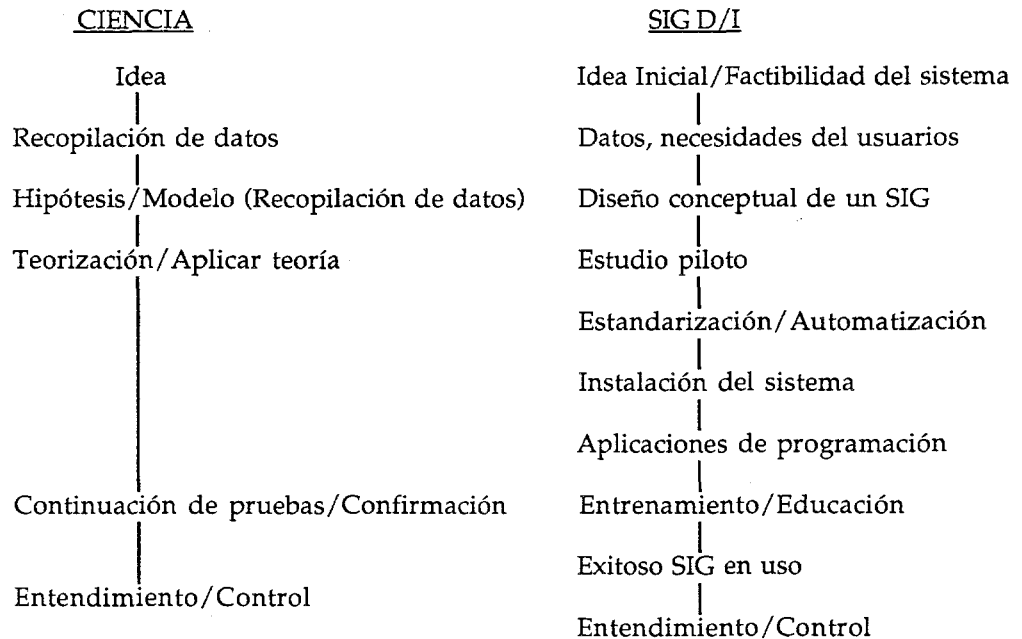 CIENCIA
Idea
Recopilación de datos
Hipótesis/Modelo (Recopilación de datos)
Teorización/Aplicar teoría
Continuación de pruebas/Confirmación
Entendimiento/Control
SIG D/I
Idea Inicial/Factibilidad del sistema
Datos, necesidades del usuarios
Diseño conceptual de un SIG
Estudio piloto
Estandarización/Automatización
Instalación del sistema
Aplicaciones de programación
Entrenamiento/Educación
Exitoso SIG en uso
Entendimiento/Control